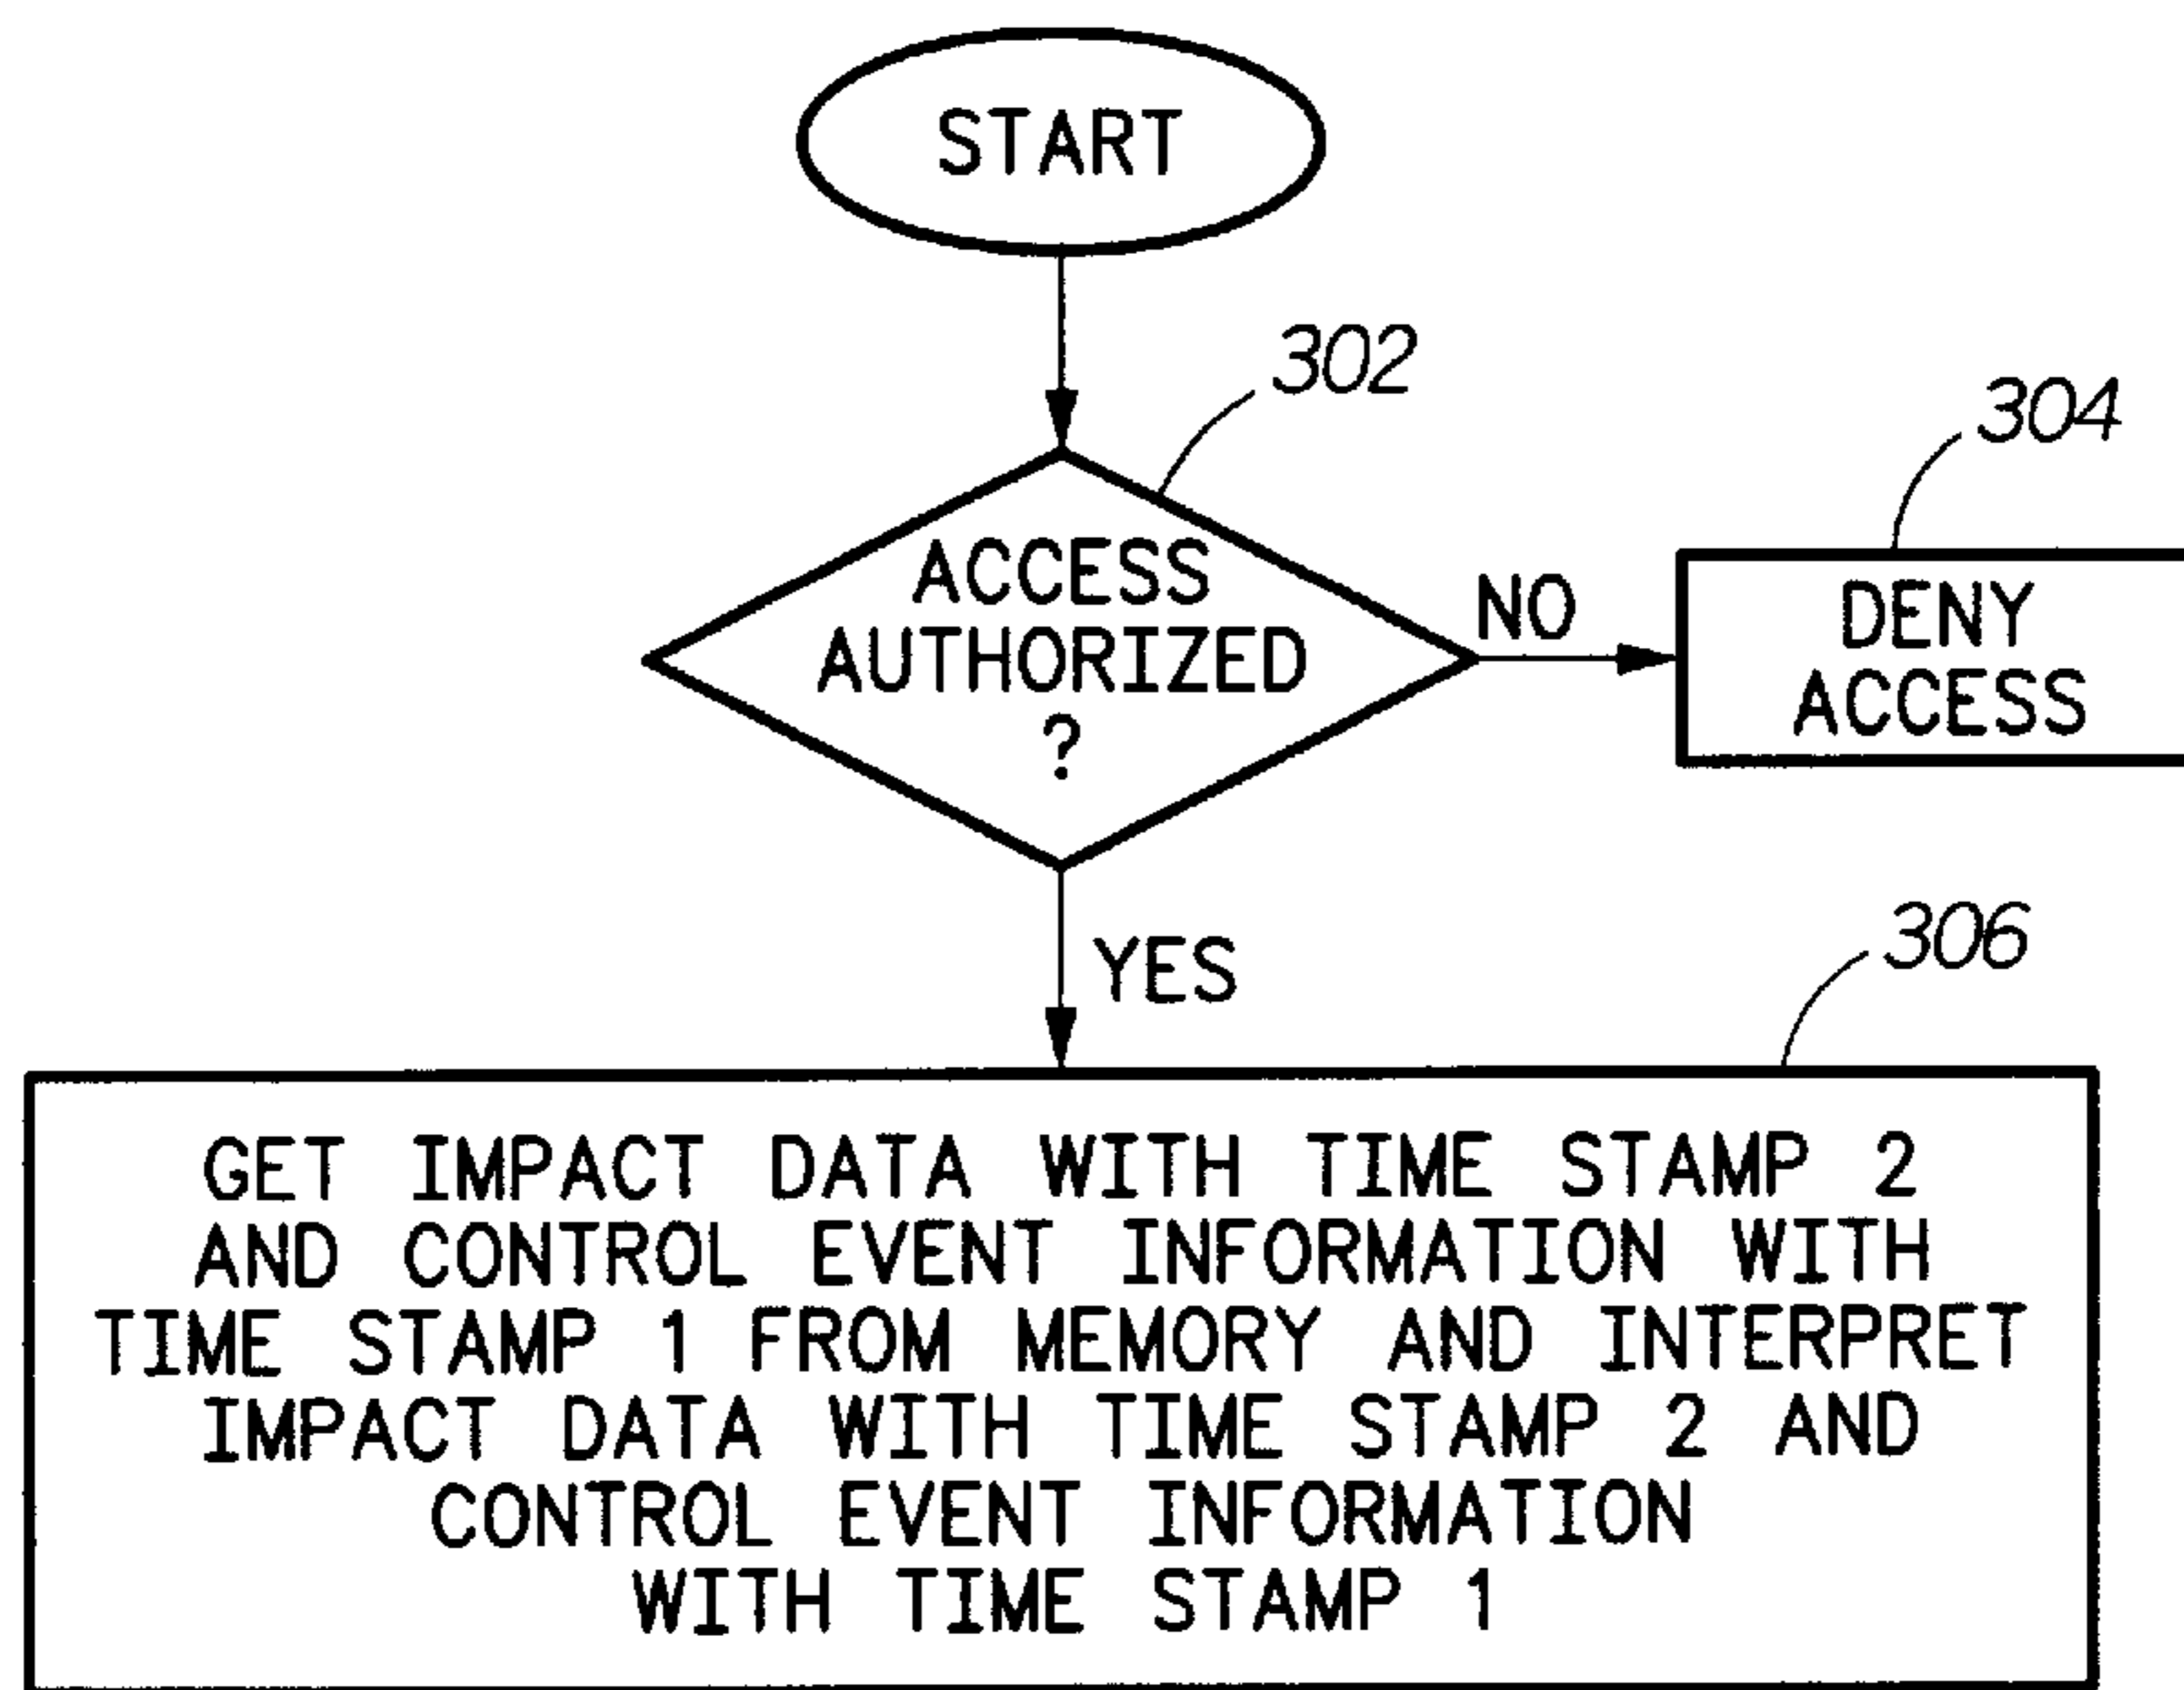 START
302
ACCESS
AUTHORIZED
?
NO
304
DENY
ACCESS
YES
306
GET IMPACT DATA WITH TIME STAMP 2
AND CONTROL EVENT INFORMATION WITH
TIME STAMP 1 FROM MEMORY AND INTERPRET
IMPACT DATA WITH TIME STAMP 2 AND
CONTROL EVENT INFORMATION
WITH TIME STAMP 1